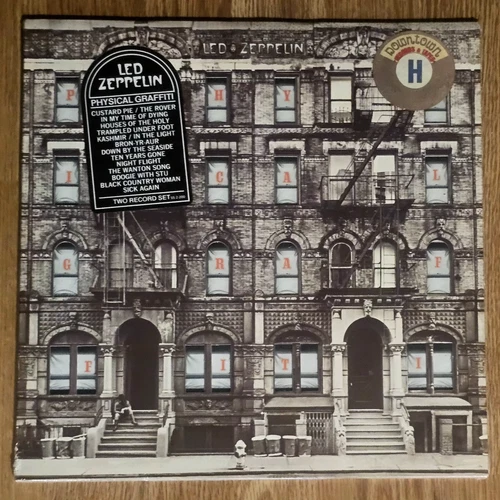 LED ZEPPELIN
DOWNTOWN
RECORDS & TAPES
H
LED
ZEPPELIN
PHYSICAL GRAFFITI
CUSTARD PIE / THE ROVER
IN MY TIME OF DYING
HOUSES OF THE HOLY
TRAMPLED UNDER FOOT
KASHMIR / IN THE LIGHT
BRON-YR-AUR
DOWN BY THE SEASIDE
TEN YEARS GONE
NIGHT FLIGHT
THE WANTON SONG
BOOGIE WITH STU
BLACK COUNTRY WOMAN
SICK AGAIN
TWO RECORD SET
P H Y
I C A L
G R A F
F I T I